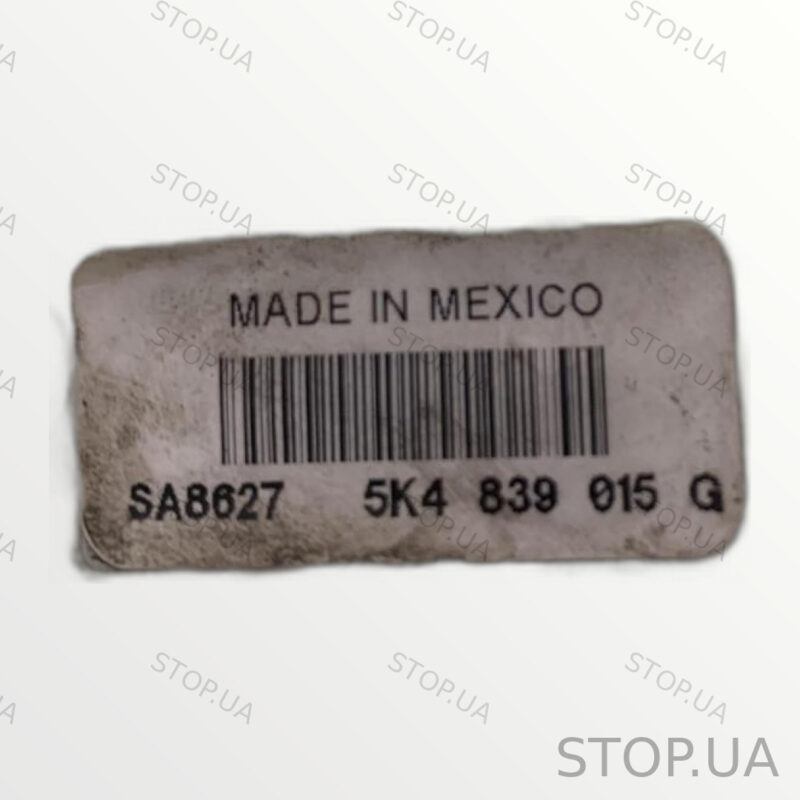 MADE IN MEXICO
SA8627 5K4 839 015 G
STOP.UA